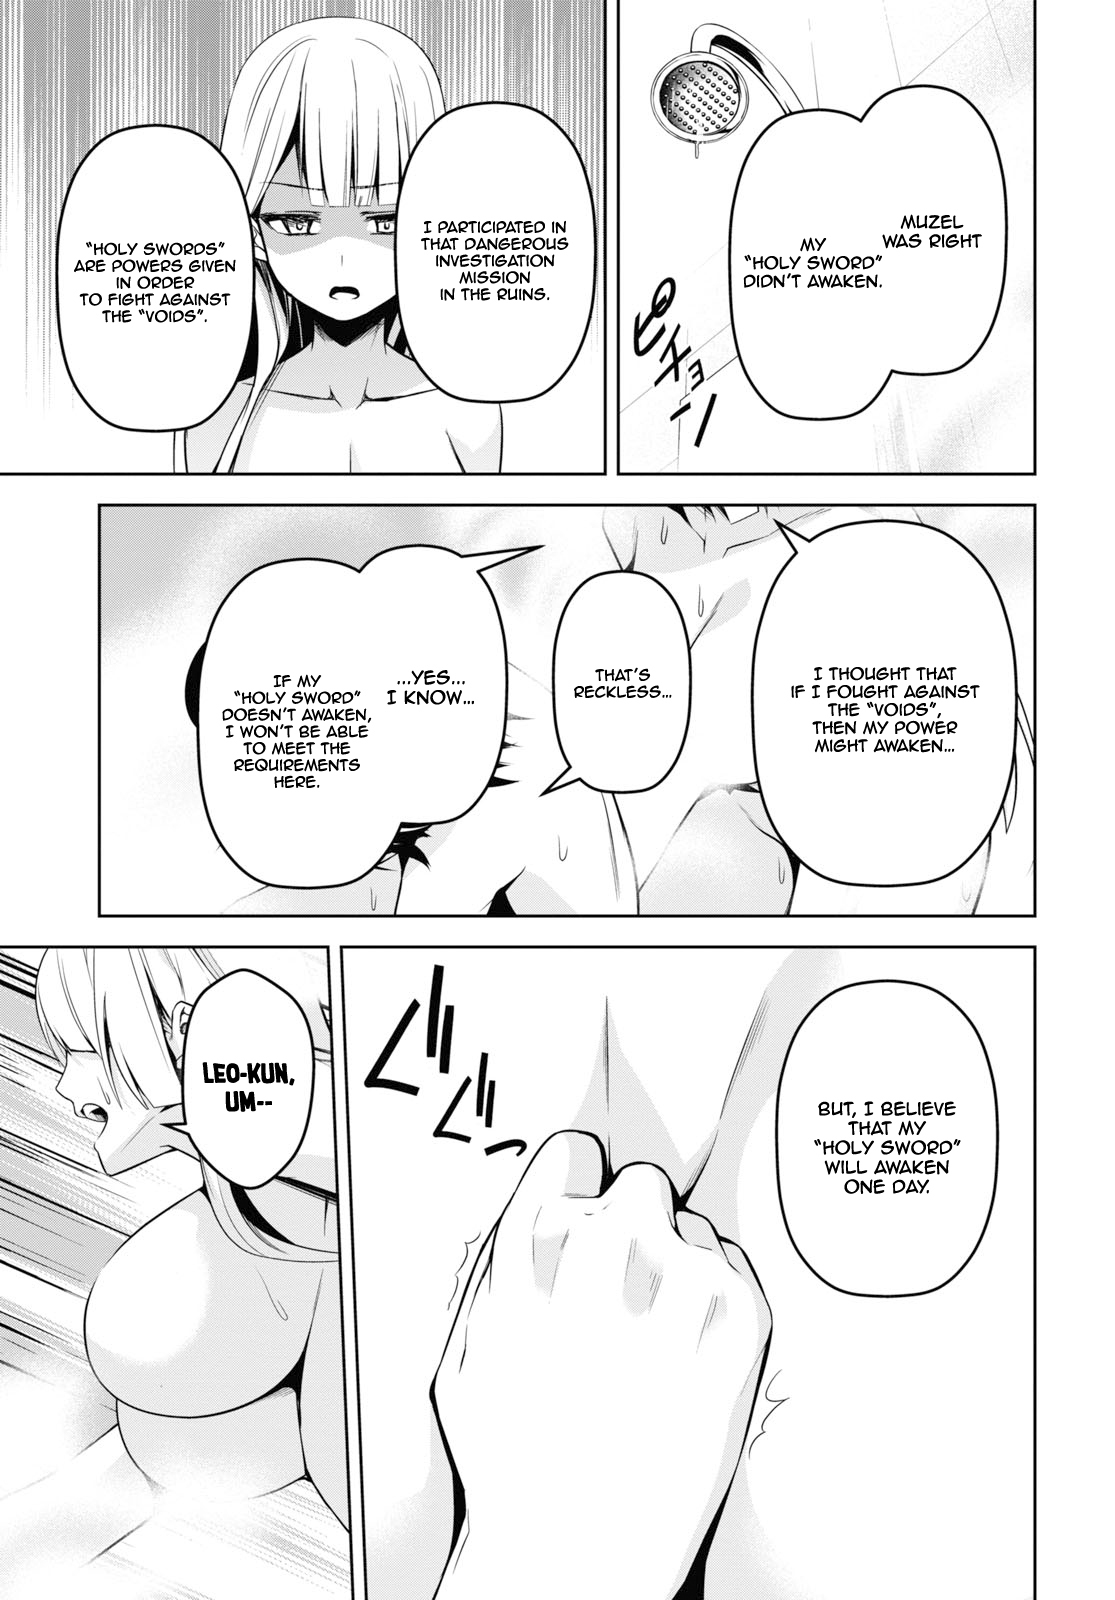 MUZEL
WAS RIGHT
MY
"HOLY SWORD"
DIDN'T AWAKEN.
ピチョーン
I PARTICIPATED IN
THAT DANGEROUS
INVESTIGATION
MISSION
IN THE RUINS.
"HOLY SWORDS"
ARE POWERS GIVEN
IN ORDER
TO FIGHT AGAINST
THE "VOIDS".
I THOUGHT THAT
IF I FOUGHT AGAINST
THE "VOIDS",
THEN MY POWER
MIGHT AWAKEN...
THAT'S
RECKLESS...
...YES...
I KNOW...
IF MY
"HOLY SWORD"
DOESN'T AWAKEN,
I WON'T BE ABLE
TO MEET THE
REQUIREMENTS
HERE.
BUT, I BELIEVE
THAT MY
"HOLY SWORD"
WILL AWAKEN
ONE DAY.
ぐぐぐっ
LEO-KUN,
UM--